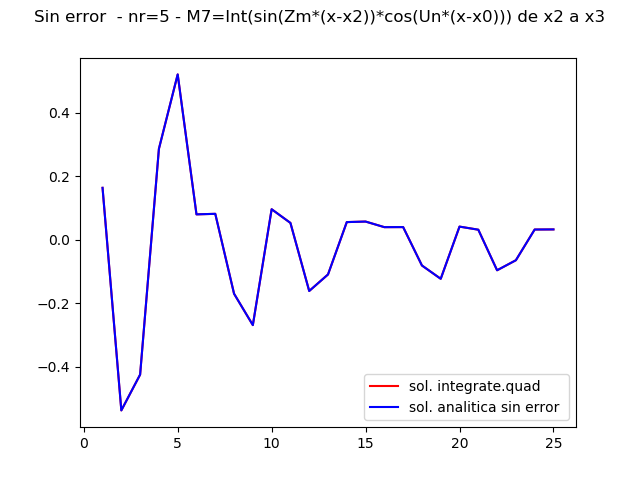 Sin error  - nr=5 - M7=Int(sin(Zm*(x-x2))*cos(Un*(x-x0))) de x2 a x3
0.4
0.2
0.0
−0.2
−0.4
sol. integrate.quad
sol. analitica sin error
0 5 10 15 20 25